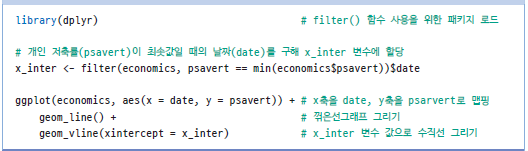 library(dplyr) # filter() 함수 사용을 위한 패키지 로드
# 개인 저축률(psavert)이 최솟값일 때의 날짜(date)를 구해 x_inter 변수에 할당
x_inter <- filter(economics, psavert == min(economics$psavert))$date
ggplot(economics, aes(x = date, y = psavert)) + # x축을 date, y축을 psarvert로 맵핑
geom_line() + # 꺾은선그래프 그리기
geom_vline(xintercept = x_inter) # x_inter 변수 값으로 수직선 그리기